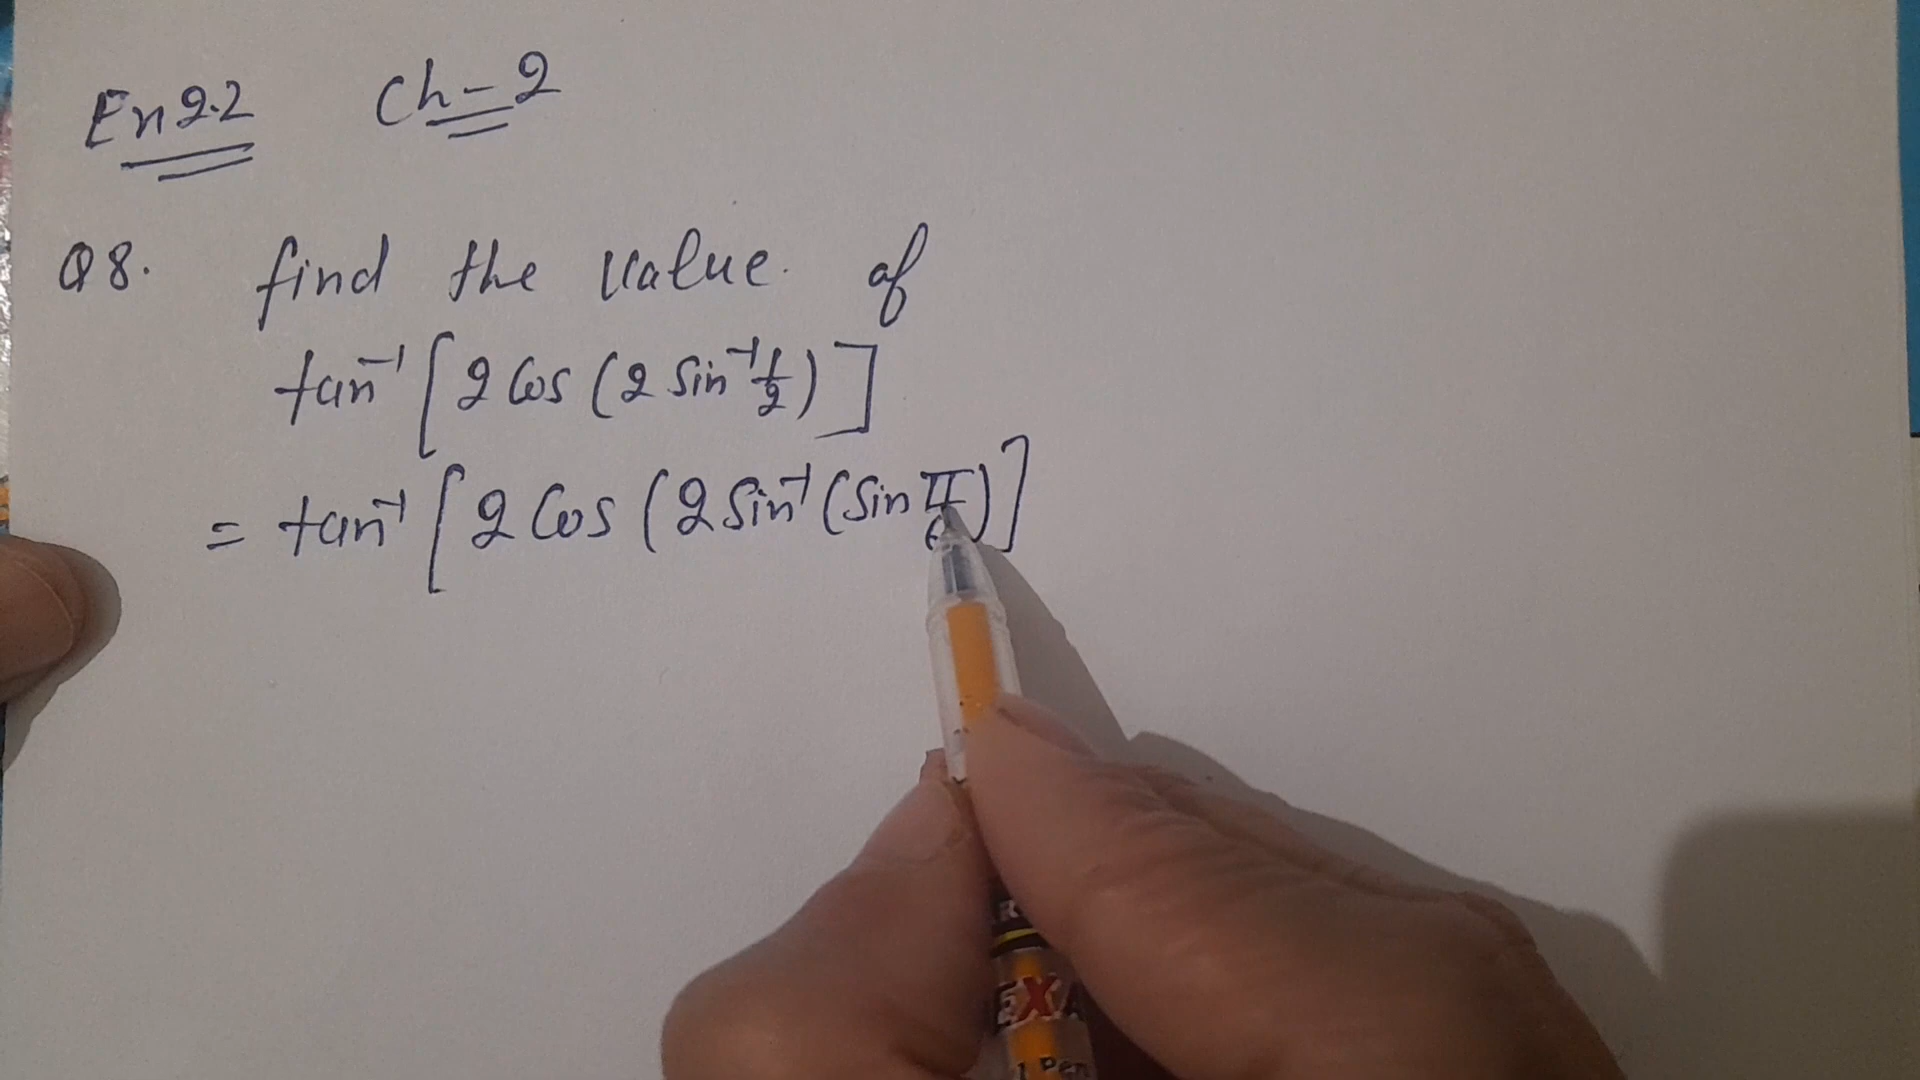 Ex 2.2 Ch-2
Q8. find the value of
tan⁻¹ [2 Cos (2 Sin⁻¹ 1/2)]
= tan⁻¹ [2 Cos (2 Sin⁻¹ (Sin π/6)]
EXA